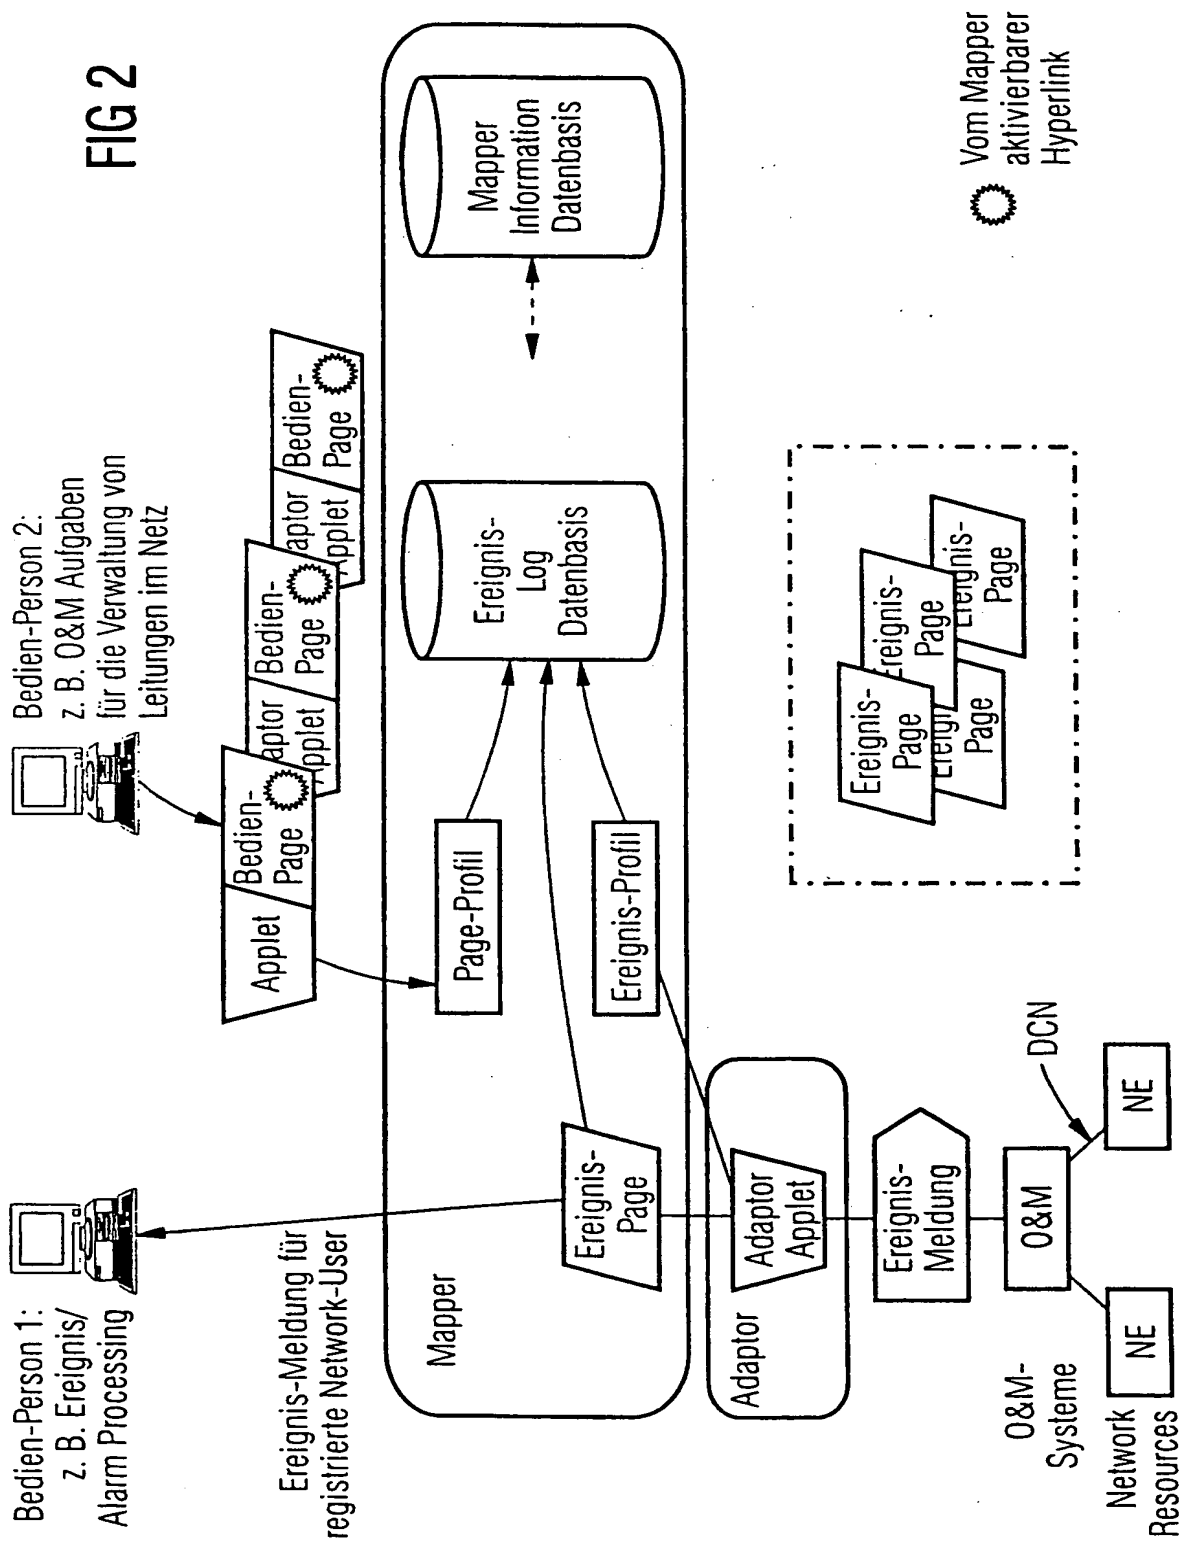 FIG 2
Bedien-Person 1:
z. B. Ereignis/
Alarm Processing
Bedien-Person 2:
z. B. O&M Aufgaben
für die Verwaltung von
Leitungen im Netz
Ereignis-Meldung für
registrierte Network-User
Applet
Bedien-
Page
aptor
Applet
Bedien-
Page
aptor
Applet
Bedien-
Page
Mapper
Ereignis-
Page
Page-Profil
Ereignis-Profil
Ereignis-
Log
Datenbasis
Mapper
Information
Datenbasis
Adaptor
Adaptor
Applet
Ereignis-
Meldung
Ereignis-
Page
Ereignis-
Page
Ereignis-
Page
Ereigni
Page
O&M-
Systeme
O&M
DCN
Network
Resources
NE
NE
Vom Mapper
aktivierbarer
Hyperlink